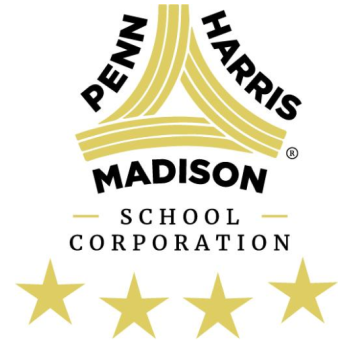 PENN
HARRIS
MADISON
®
SCHOOL
CORPORATION